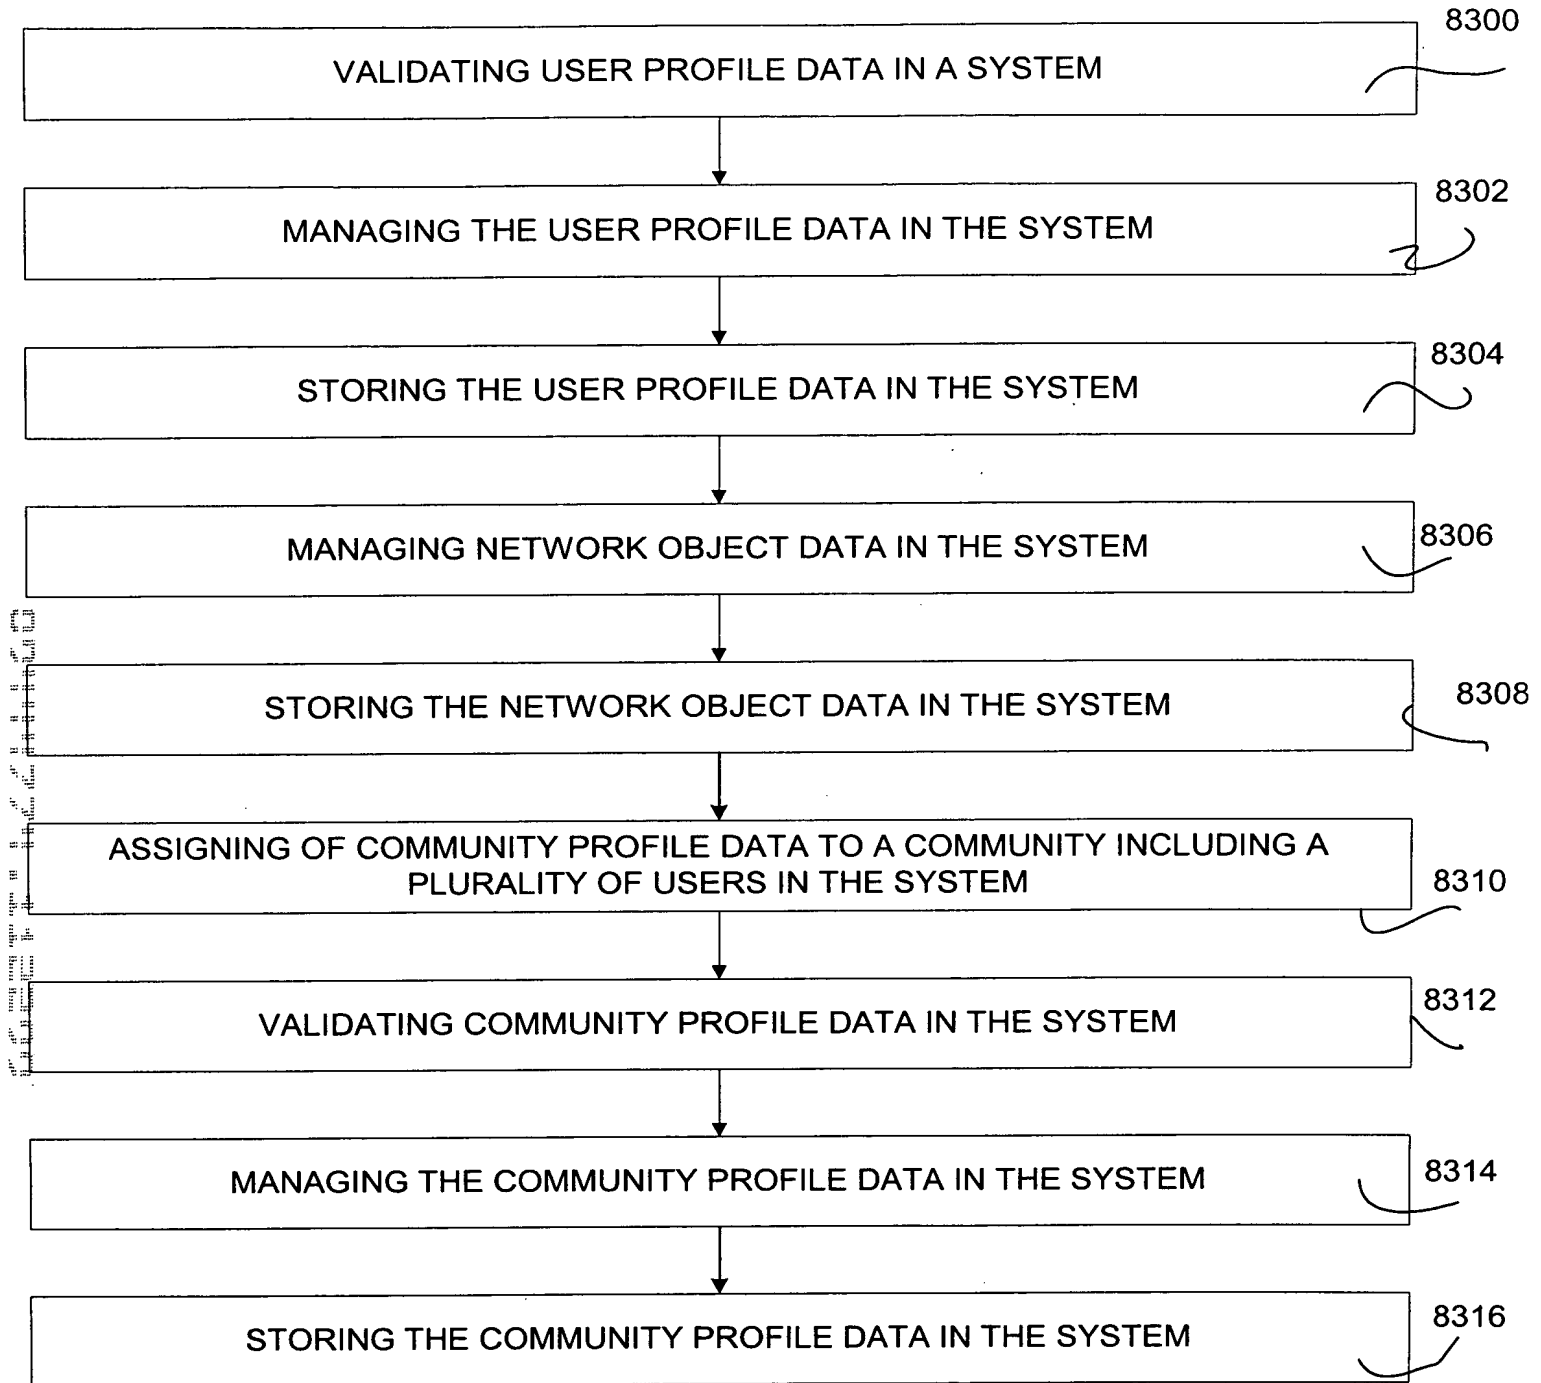 8300
VALIDATING USER PROFILE DATA IN A SYSTEM
8302
MANAGING THE USER PROFILE DATA IN THE SYSTEM
8304
STORING THE USER PROFILE DATA IN THE SYSTEM
8306
MANAGING NETWORK OBJECT DATA IN THE SYSTEM
8308
STORING THE NETWORK OBJECT DATA IN THE SYSTEM
ASSIGNING OF COMMUNITY PROFILE DATA TO A COMMUNITY INCLUDING A
PLURALITY OF USERS IN THE SYSTEM
8310
8312
VALIDATING COMMUNITY PROFILE DATA IN THE SYSTEM
8314
MANAGING THE COMMUNITY PROFILE DATA IN THE SYSTEM
8316
STORING THE COMMUNITY PROFILE DATA IN THE SYSTEM